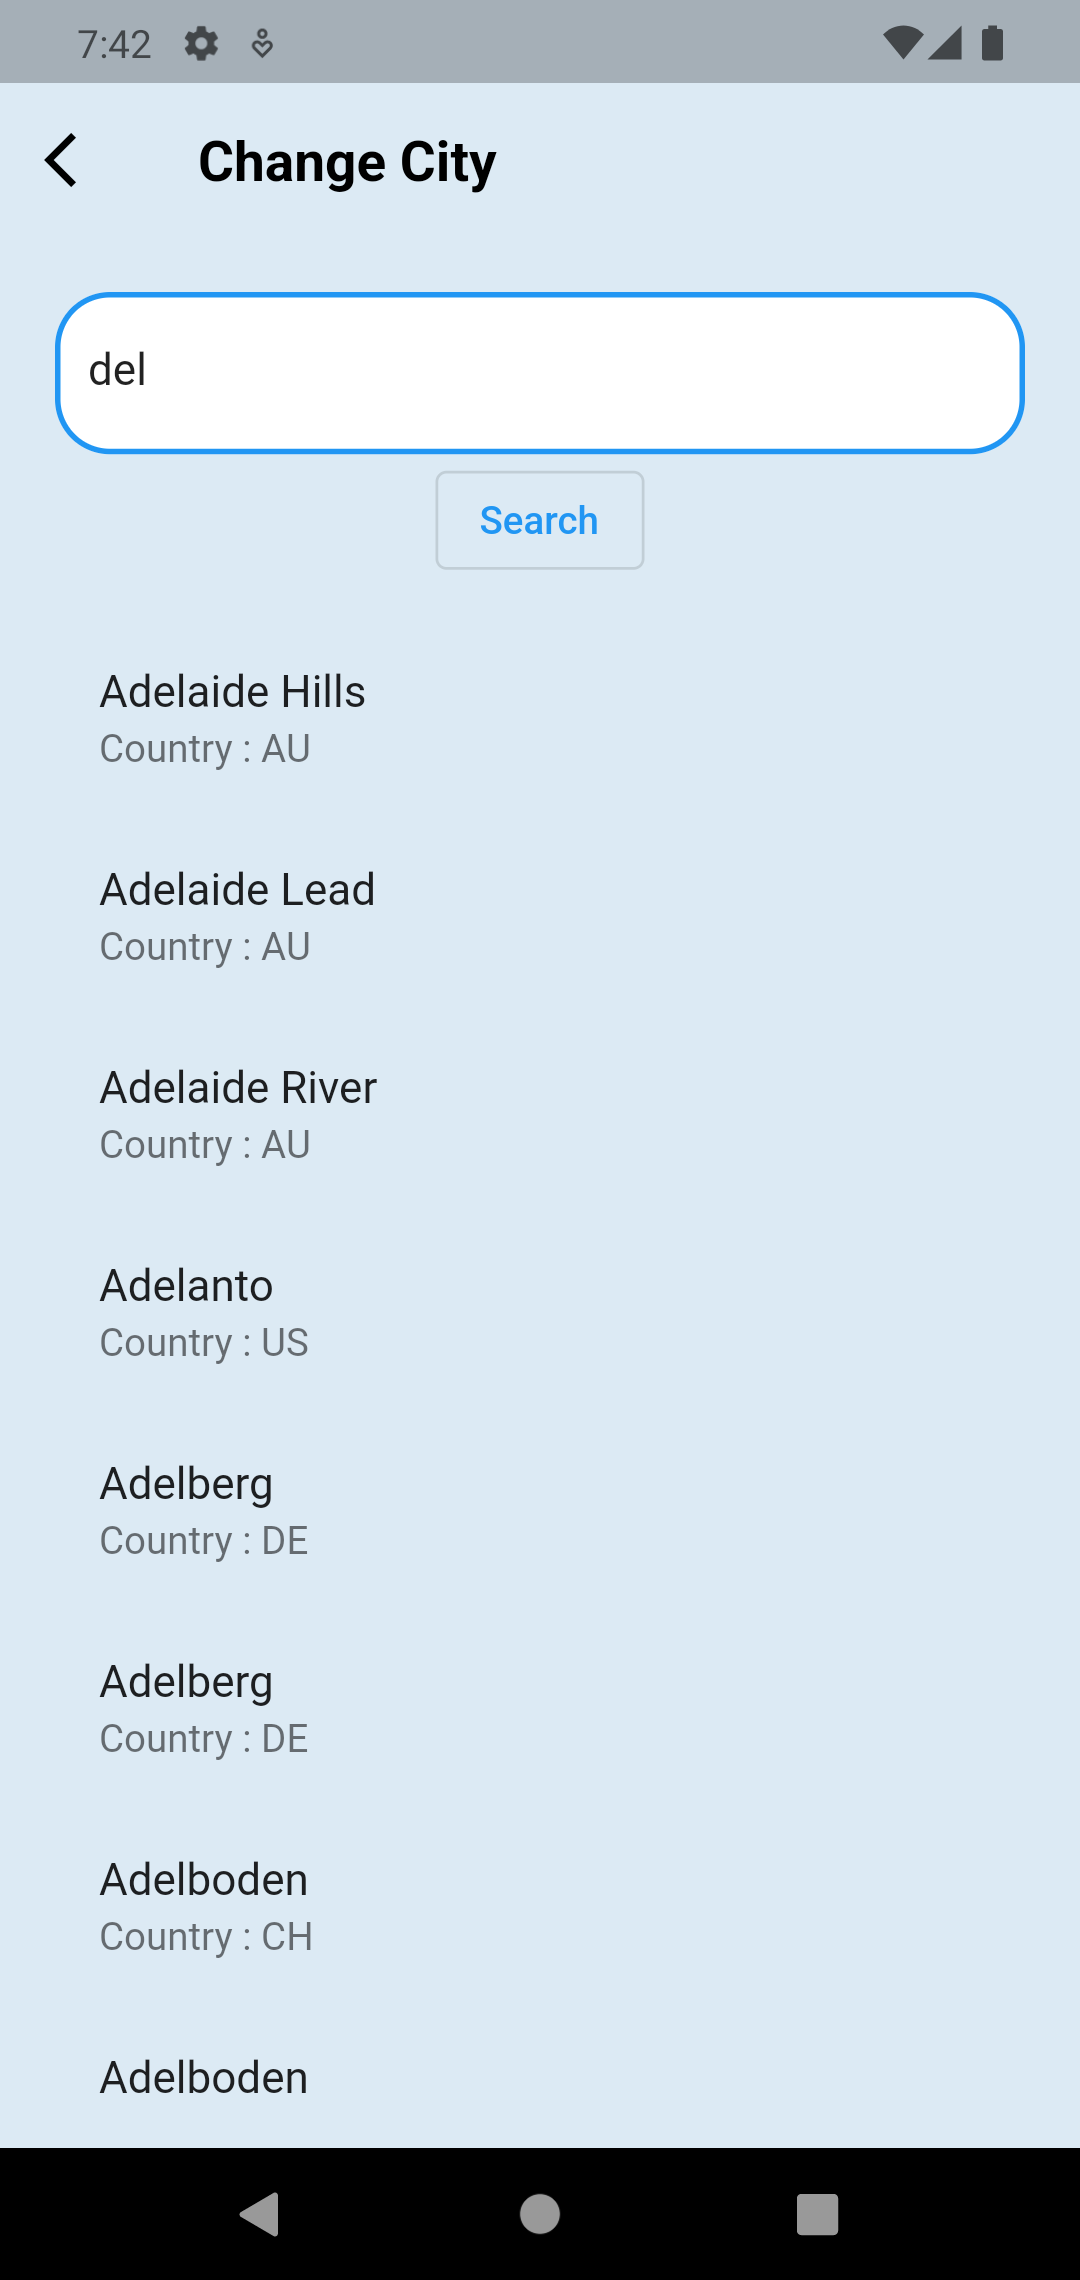 7:42
Change City
del
Search
Adelaide Hills
Country : AU
Adelaide Lead
Country : AU
Adelaide River
Country : AU
Adelanto
Country : US
Adelberg
Country : DE
Adelberg
Country : DE
Adelboden
Country : CH
Adelboden